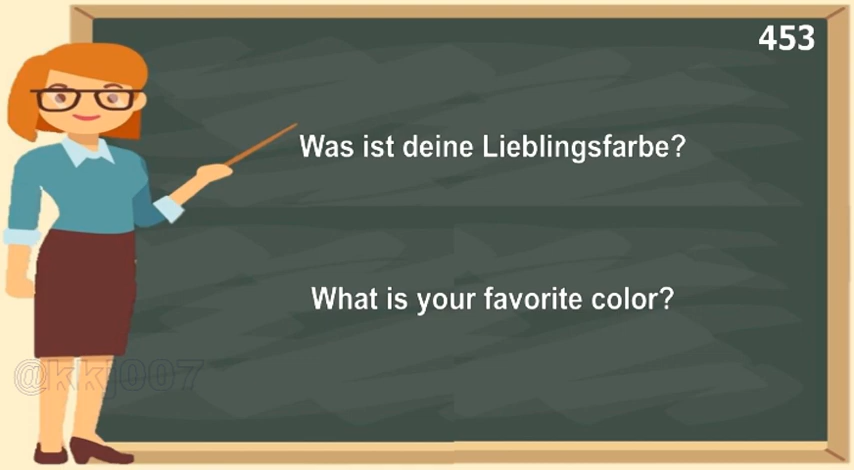 453
Was ist deine Lieblingsfarbe?
What is your favorite color?
@kkj007